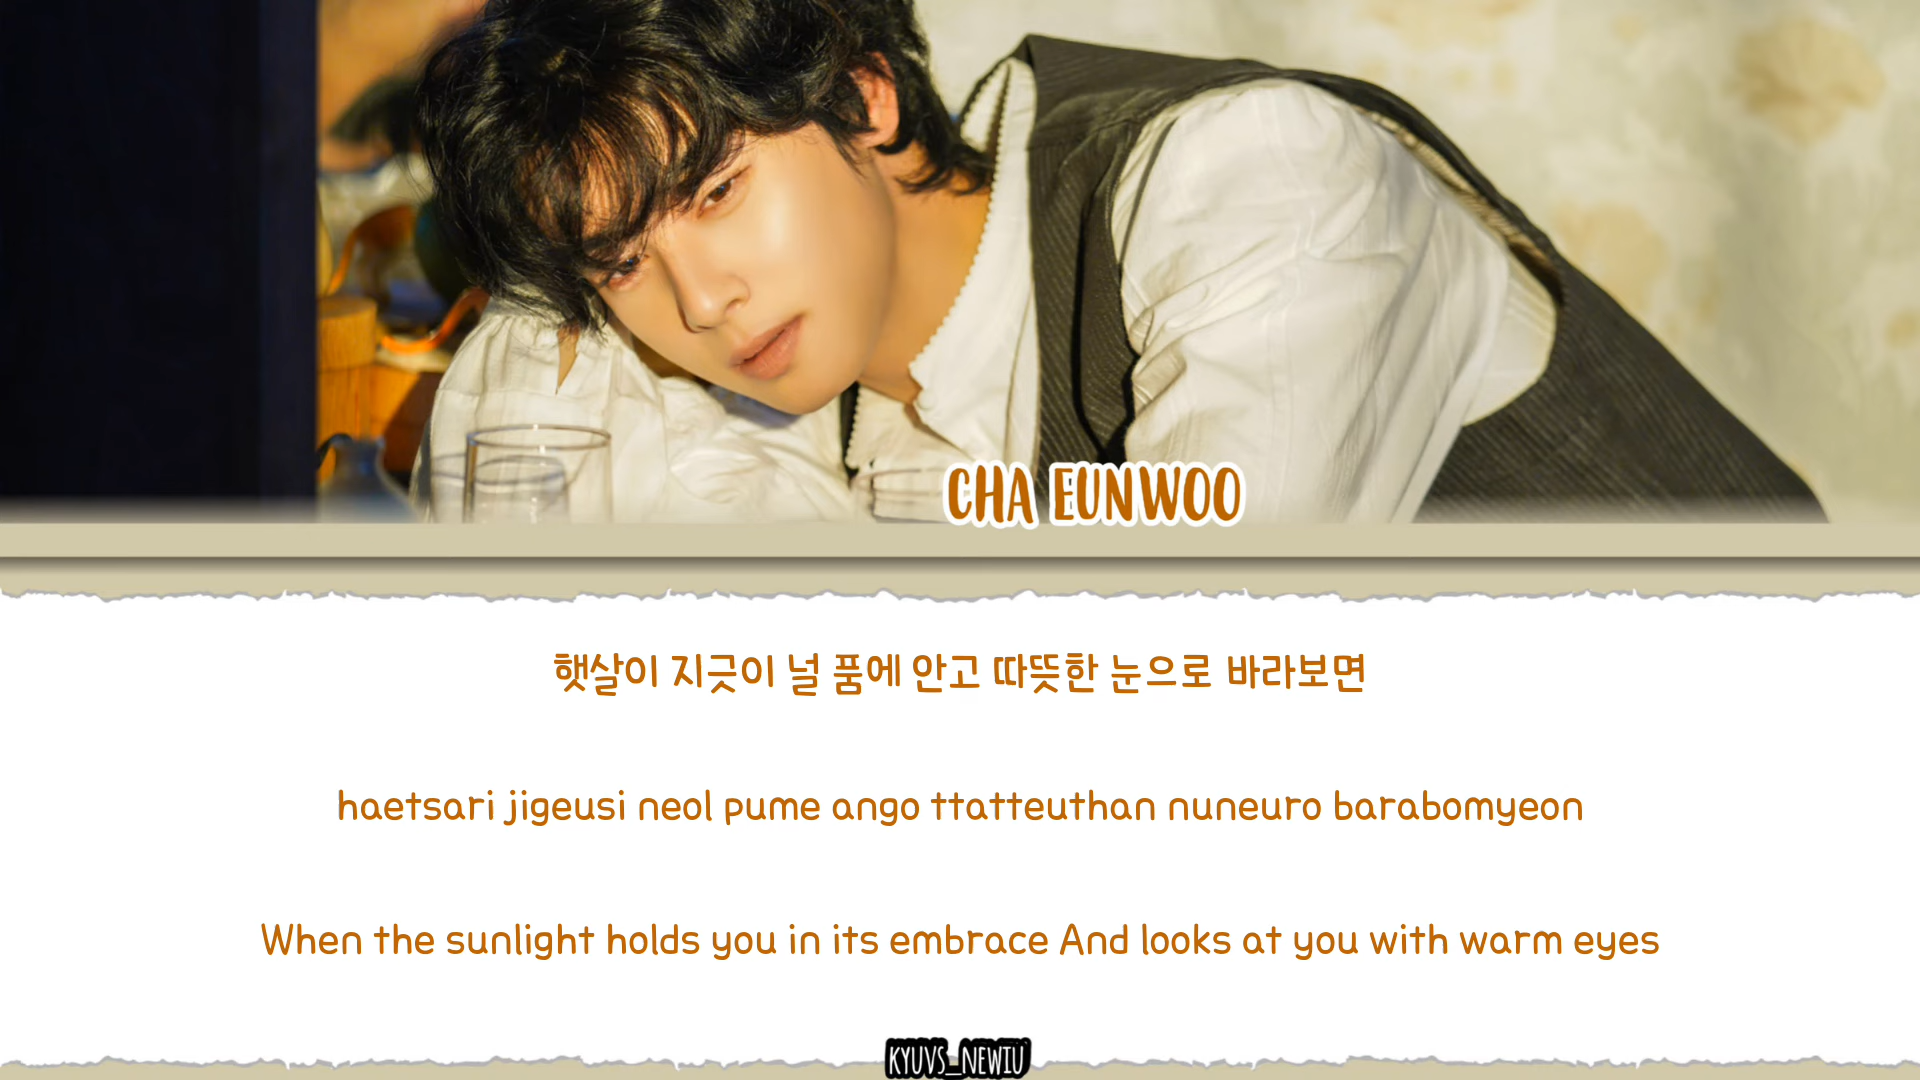 CHA EUNWOO
햇살이 지긋이 널 품에 안고 따뜻한 눈으로 바라보면
haetsari jigeusi neol pume ango ttatteuthan nuneuro barabomyeon
When the sunlight holds you in its embrace And looks at you with warm eyes
KYUVS_NEWIU